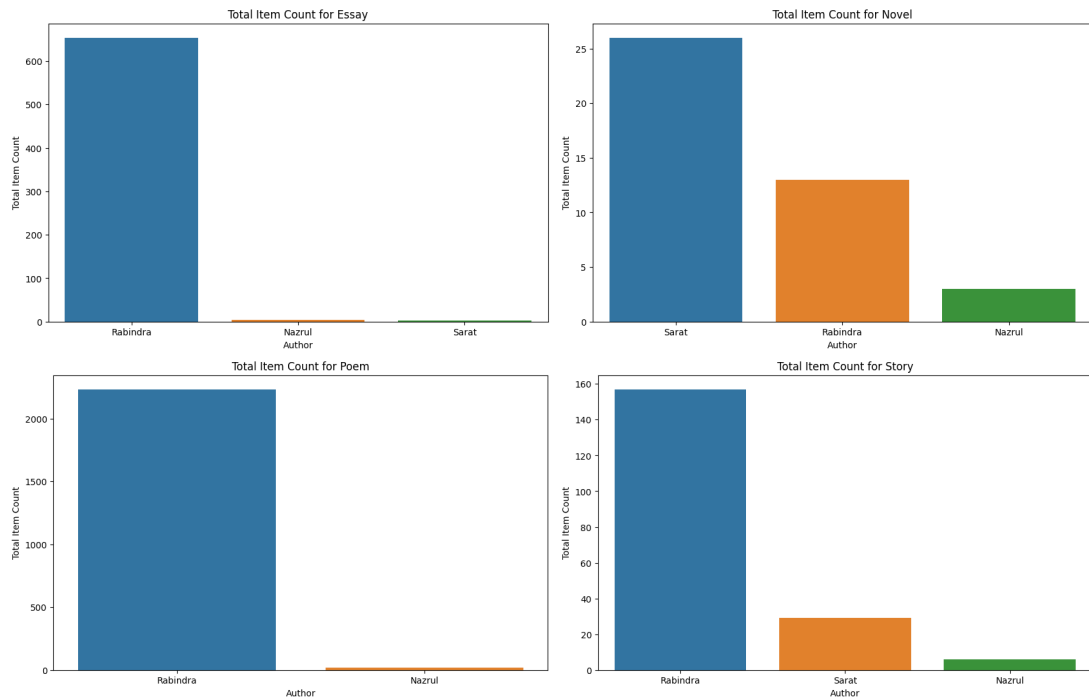 Total Item Count for Essay
Total Item Count
600
500
400
300
200
100
0
Rabindra
Nazrul
Sarat
Author
Total Item Count for Novel
Total Item Count
25
20
15
10
5
0
Sarat
Rabindra
Nazrul
Author
Total Item Count for Poem
Total Item Count
2000
1500
1000
500
0
Rabindra
Nazrul
Author
Total Item Count for Story
Total Item Count
160
140
120
100
80
60
40
20
0
Rabindra
Sarat
Nazrul
Author